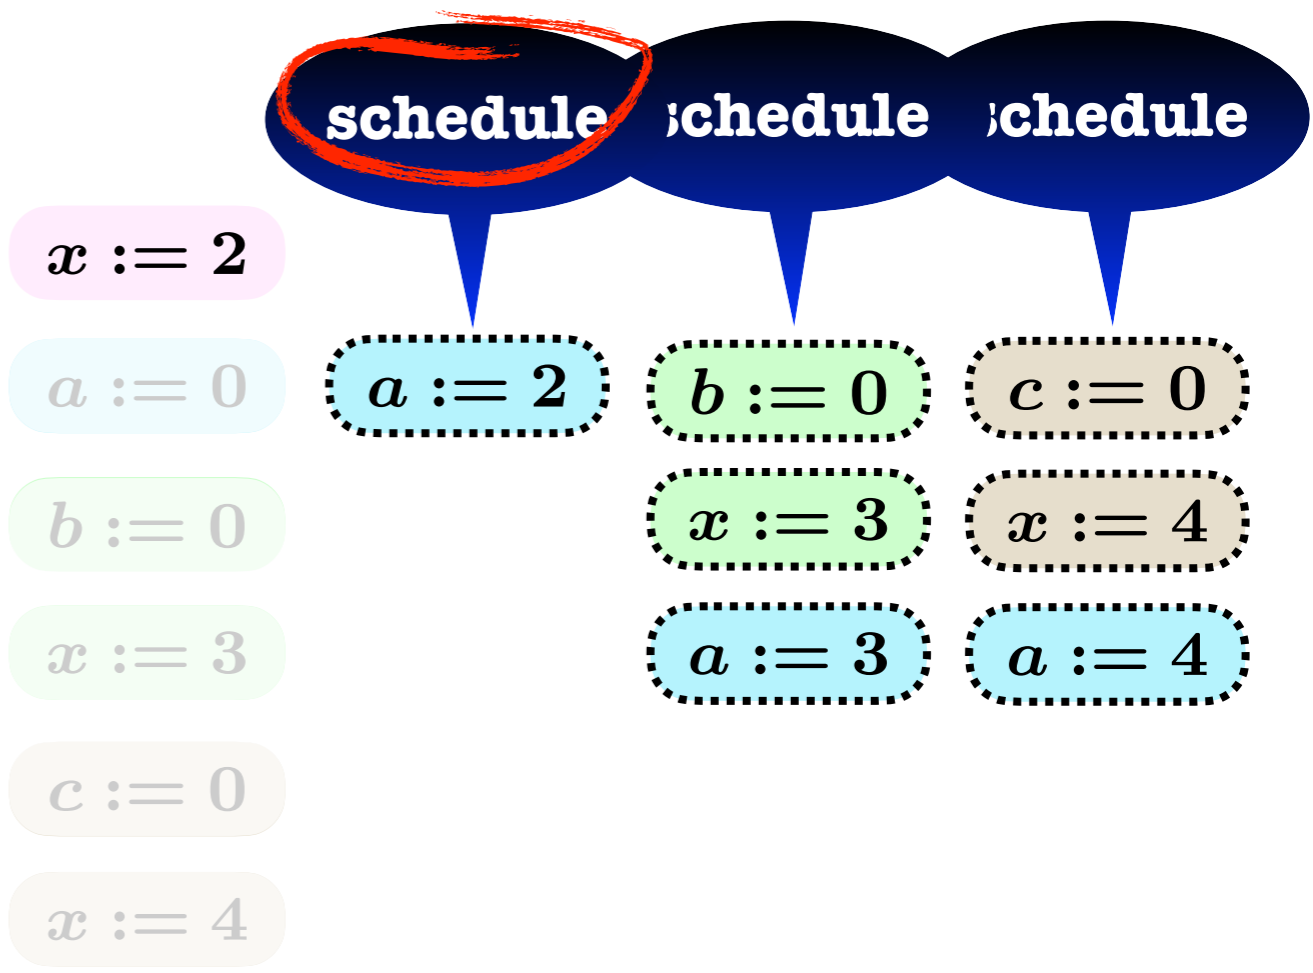 schedule schedule schedule
x := 2
a := 0 a := 2 b := 0 c := 0
b := 0 x := 3 x := 4
x := 3 a := 3 a := 4
c := 0
x := 4